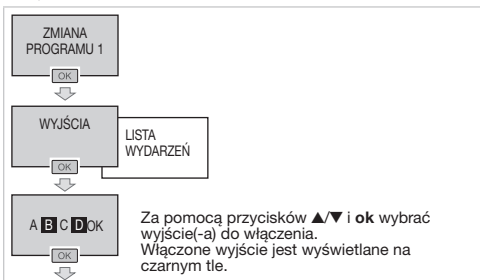 ZMIANA
PROGRAMU 1
OK
WYJŚCIA
LISTA
WYDARZEŃ
OK
A B C D OK
Za pomocą przycisków ▲/▼ i ok wybrać
wyjście(-a) do włączenia.
Włączone wyjście jest wyświetlane na
czarnym tle.
OK